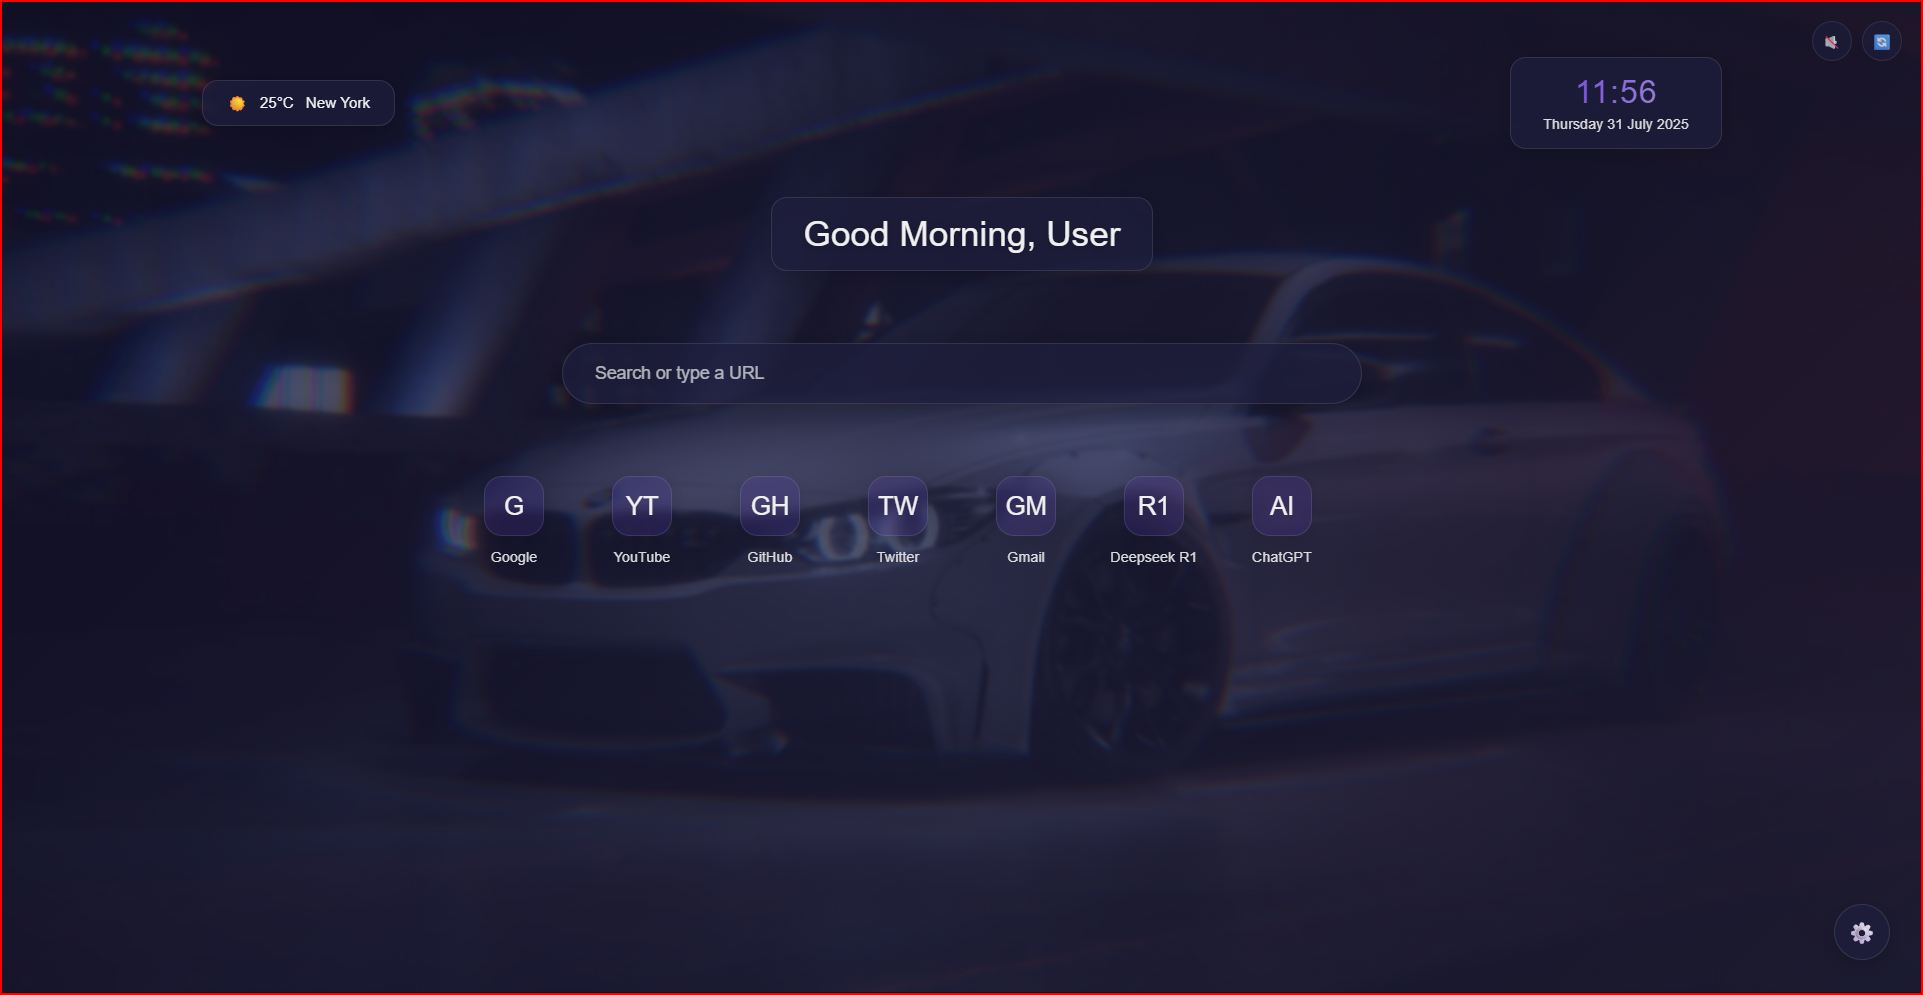 25°C New York
11:56
Thursday 31 July 2025
Good Morning, User
Search or type a URL
G
YT
GH
TW
GM
R1
AI
Google
YouTube
GitHub
Twitter
Gmail
Deepseek R1
ChatGPT